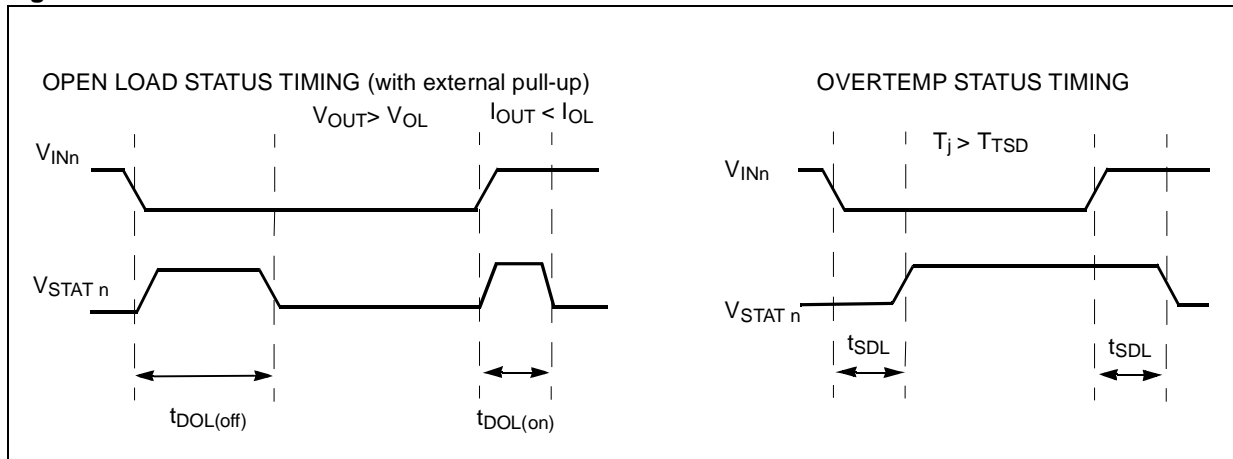 OPEN LOAD STATUS TIMING (with external pull-up)
VOUT> VOL
IOUT < IOL
VINn
VSTAT n
tDOL(off)
tDOL(on)
OVERTEMP STATUS TIMING
Tj > TTSD
VINn
VSTAT n
tSDL
tSDL